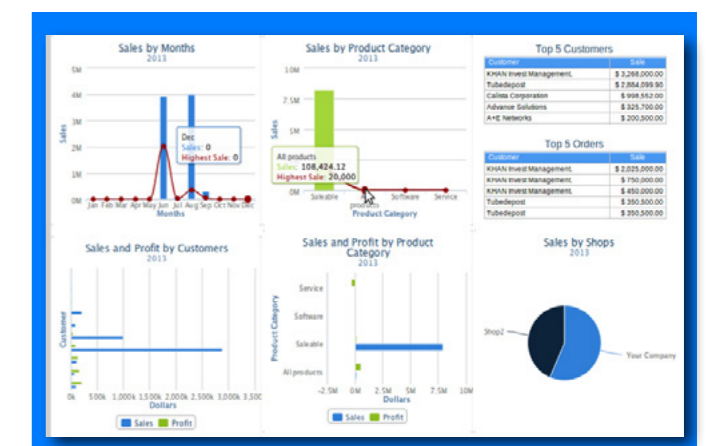 Sales by Months
2013
5M
4M
3M
2M
1M
0M
Sales
Dec
Sales: 0
Highest Sale: 0
Jan Feb Mar Apr May Jun Jul Aug Sep Oct Nov Dec
Months
Sales by Product Category
2013
10M
7.5M
5M
0M
Sales
All products
Sales: 108,424.12
Highest Sale: 20,000
Saleable
products
Software
Service
Product Category
Top 5 Customers
Customer Sale
KHAN Invest Management. $ 3,268,000.00
Tubedepost $ 2,884,099.90
Calista Corporation $ 998,552.00
Advance Solutions $ 325,700.00
A+E Networks $ 200,500.00
Top 5 Orders
Customer Sale
KHAN Invest Management. $ 2,025,000.00
KHAN Invest Management. $ 750,000.00
KHAN Invest Management. $ 450,000.00
Tubedepost $ 350,500.00
Tubedepost $ 350,500.00
Sales and Profit by Customers
2013
Customer
0k 500k 1,000k 1,500k 2,000k 2,500k 3,000k 3,500
Dollars
Sales Profit
Sales and Profit by Product
Category
2013
Product Category
Service
Software
Saleable
All products
-2.5M 0M 2.5M 5M 7.5M 10M
Dollars
Sales Profit
Sales by Shops
2013
Shop2
Your Company